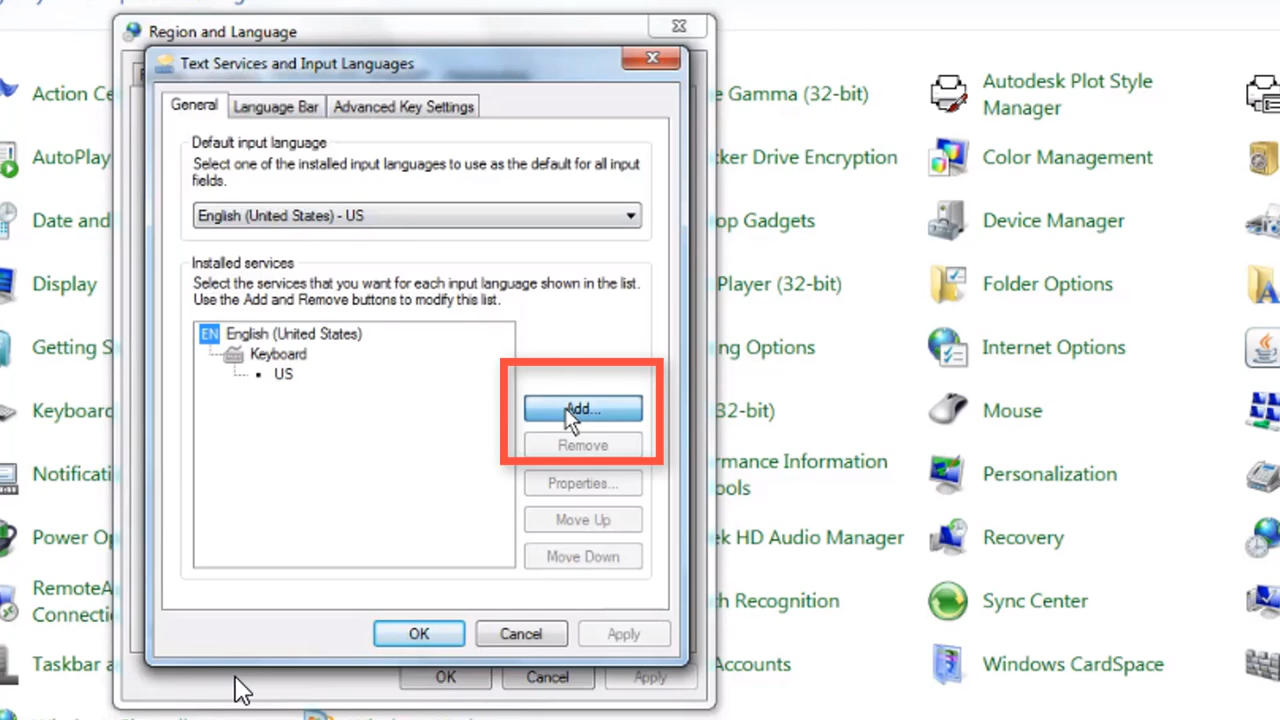 Region and Language
Text Services and Input Languages
General
Language Bar
Advanced Key Settings
Default input language
Select one of the installed input languages to use as the default for all input
fields.
English (United States) - US
Installed services
Select the services that you want for each input language shown in the list.
Use the Add and Remove buttons to modify this list.
EN English (United States)
Keyboard
US
Add...
Remove
Properties...
Move Up
Move Down
OK
Cancel
Apply
OK
Cancel
Apply
Action Ce
AutoPlay
Date and
Display
Getting S
Keyboard
Notificati
Power Op
RemoteA
Connecti
Taskbar a
e Gamma (32-bit)
cker Drive Encryption
op Gadgets
Player (32-bit)
ng Options
32-bit)
rmance Information
ools
ek HD Audio Manager
h Recognition
Accounts
Autodesk Plot Style
Manager
Color Management
Device Manager
Folder Options
Internet Options
Mouse
Personalization
Recovery
Sync Center
Windows CardSpace